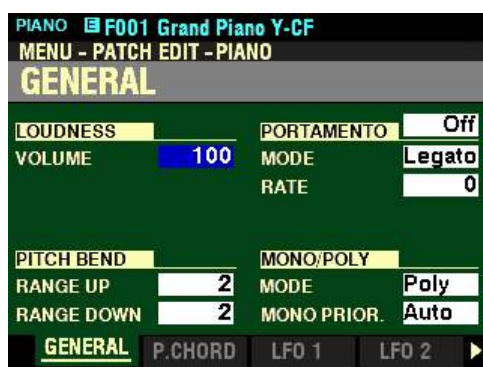 PIANO E F001 Grand Piano Y-CF
MENU - PATCH EDIT -PIANO
GENERAL
LOUDNESS
VOLUME 100
PORTAMENTO Off
MODE Legato
RATE 0
PITCH BEND
RANGE UP 2
RANGE DOWN 2
MONO/POLY
MODE Poly
MONO PRIOR. Auto
GENERAL P.CHORD LFO 1 LFO 2